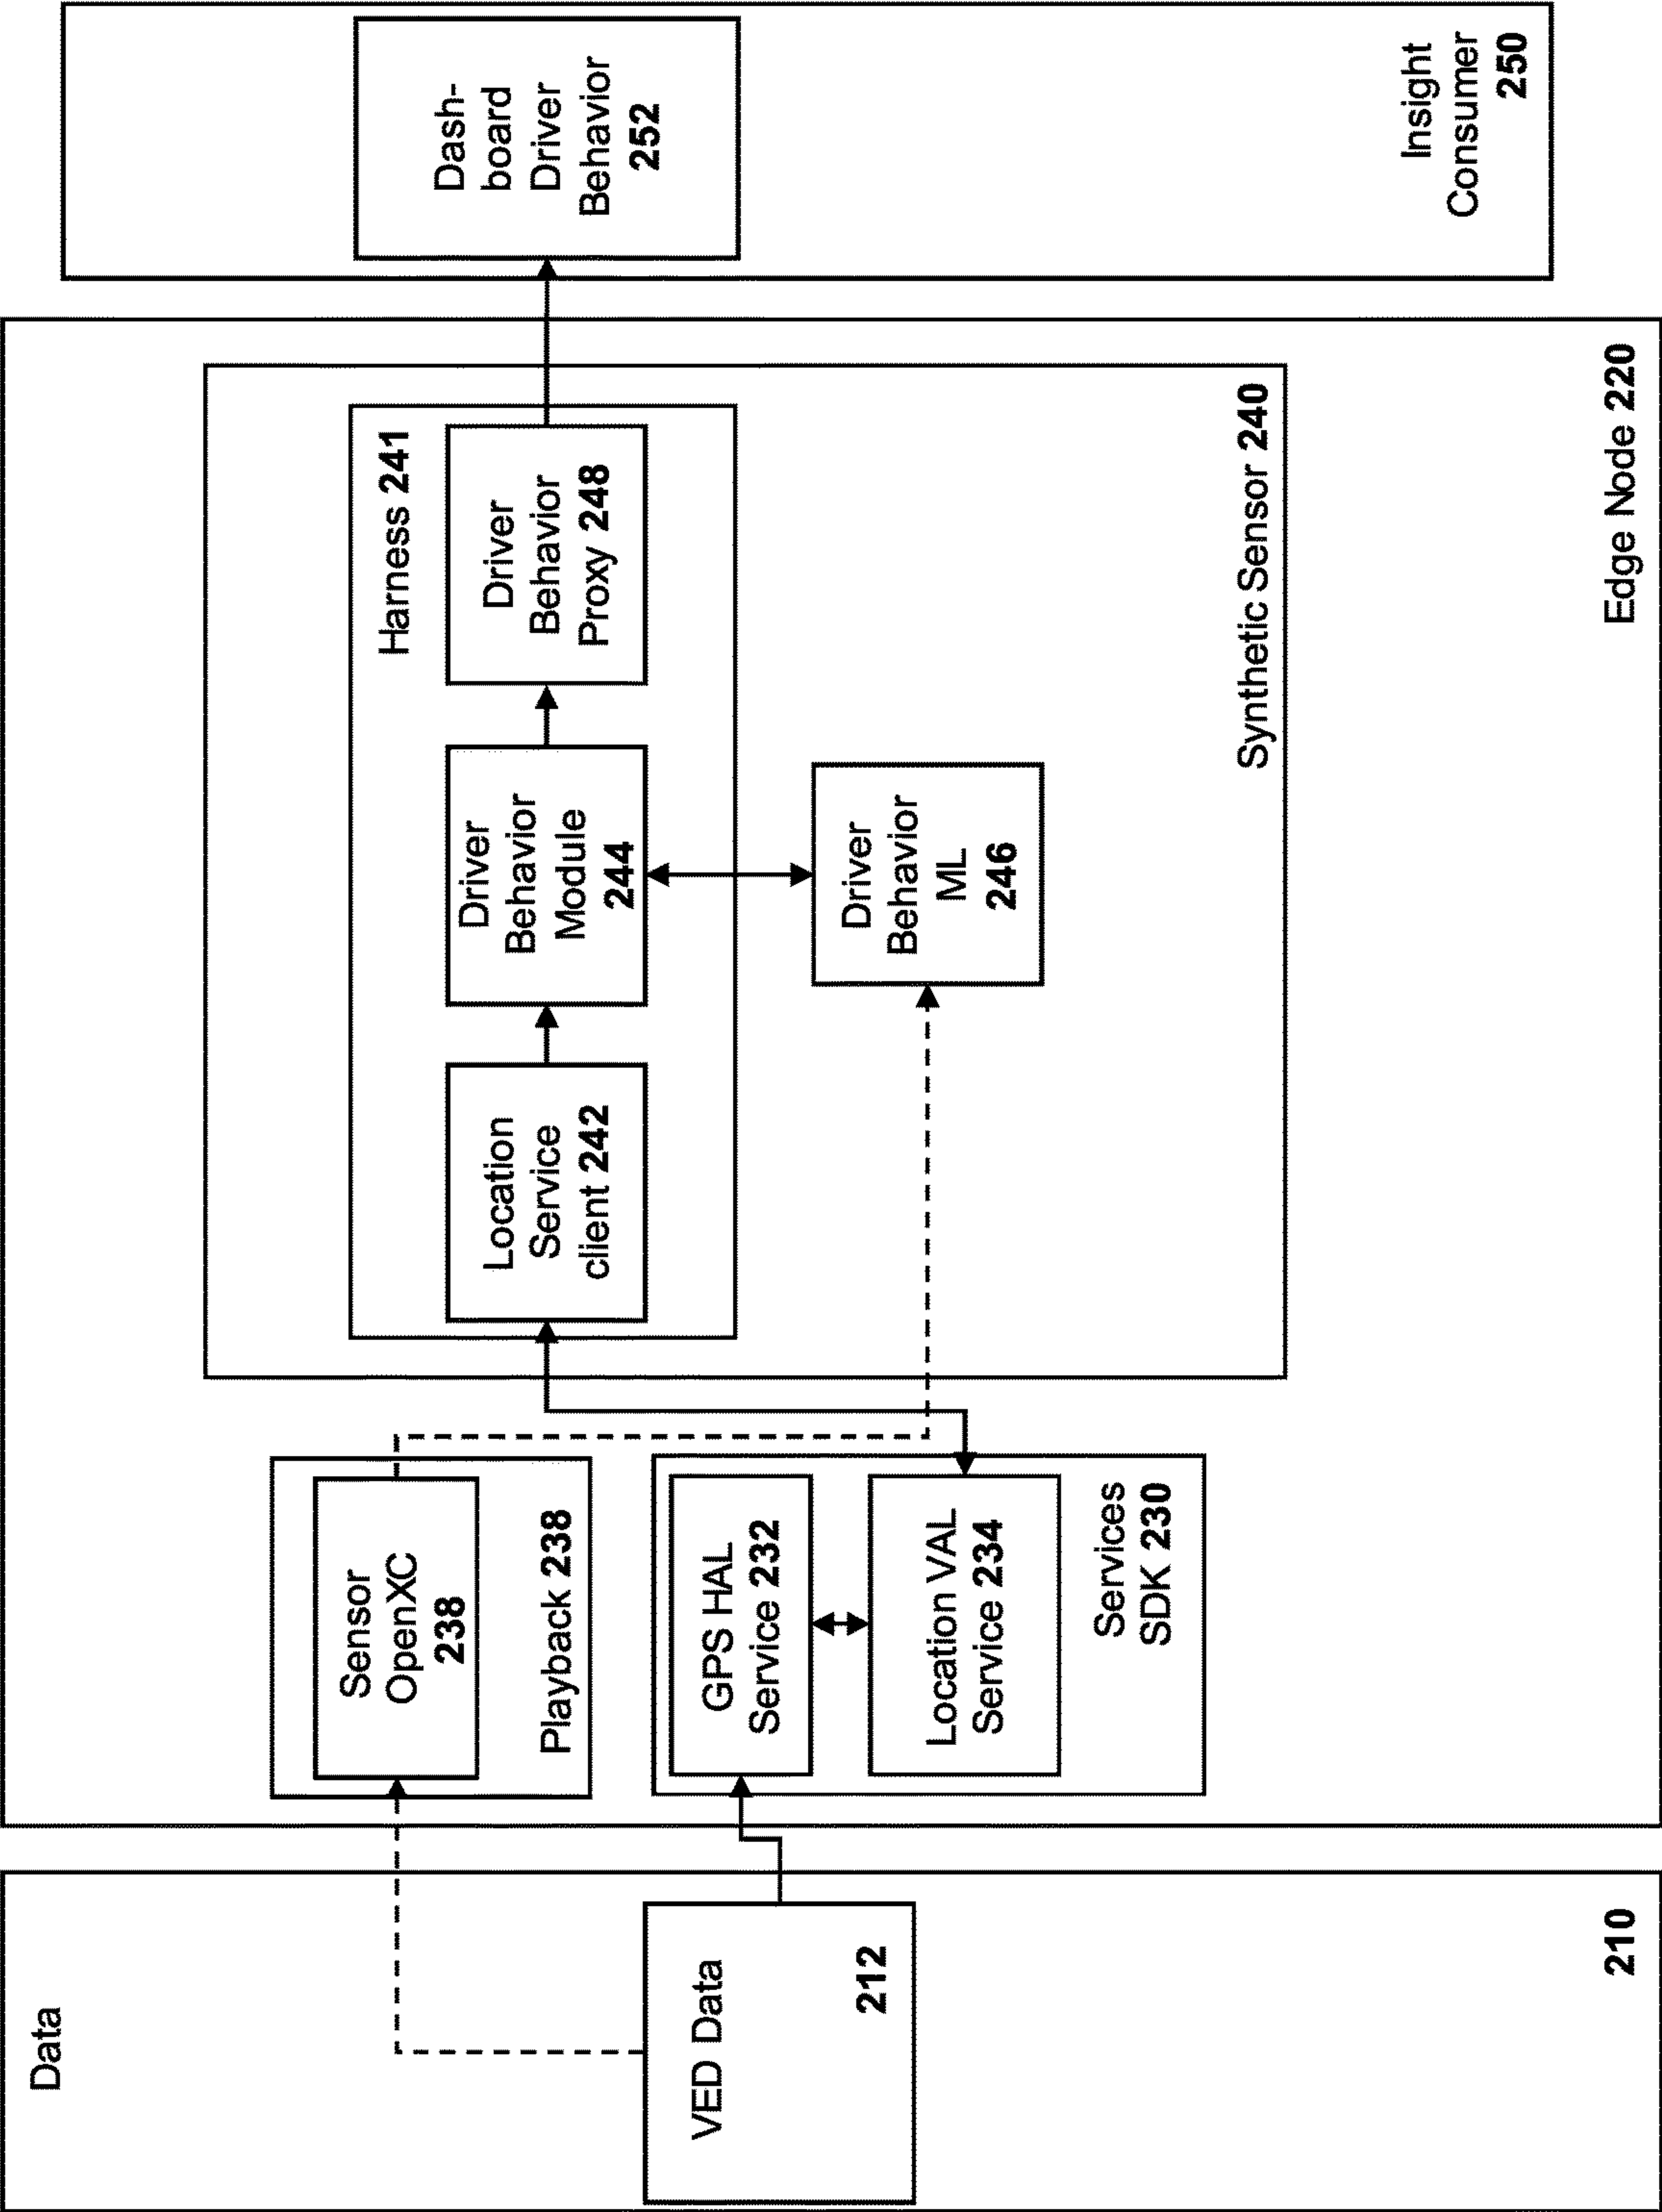 Data
VED Data
212
210
Sensor
OpenXC
238
Playback 238
GPS HAL
Service 232
Location VAL
Service 234
Services
SDK 230
Harness 241
Location
Service
client 242
Driver
Behavior
Module
244
Driver
Behavior
Proxy 248
Driver
Behavior
ML
246
Synthetic Sensor 240
Edge Node 220
Dash-
board
Driver
Behavior
252
Insight
Consumer
250